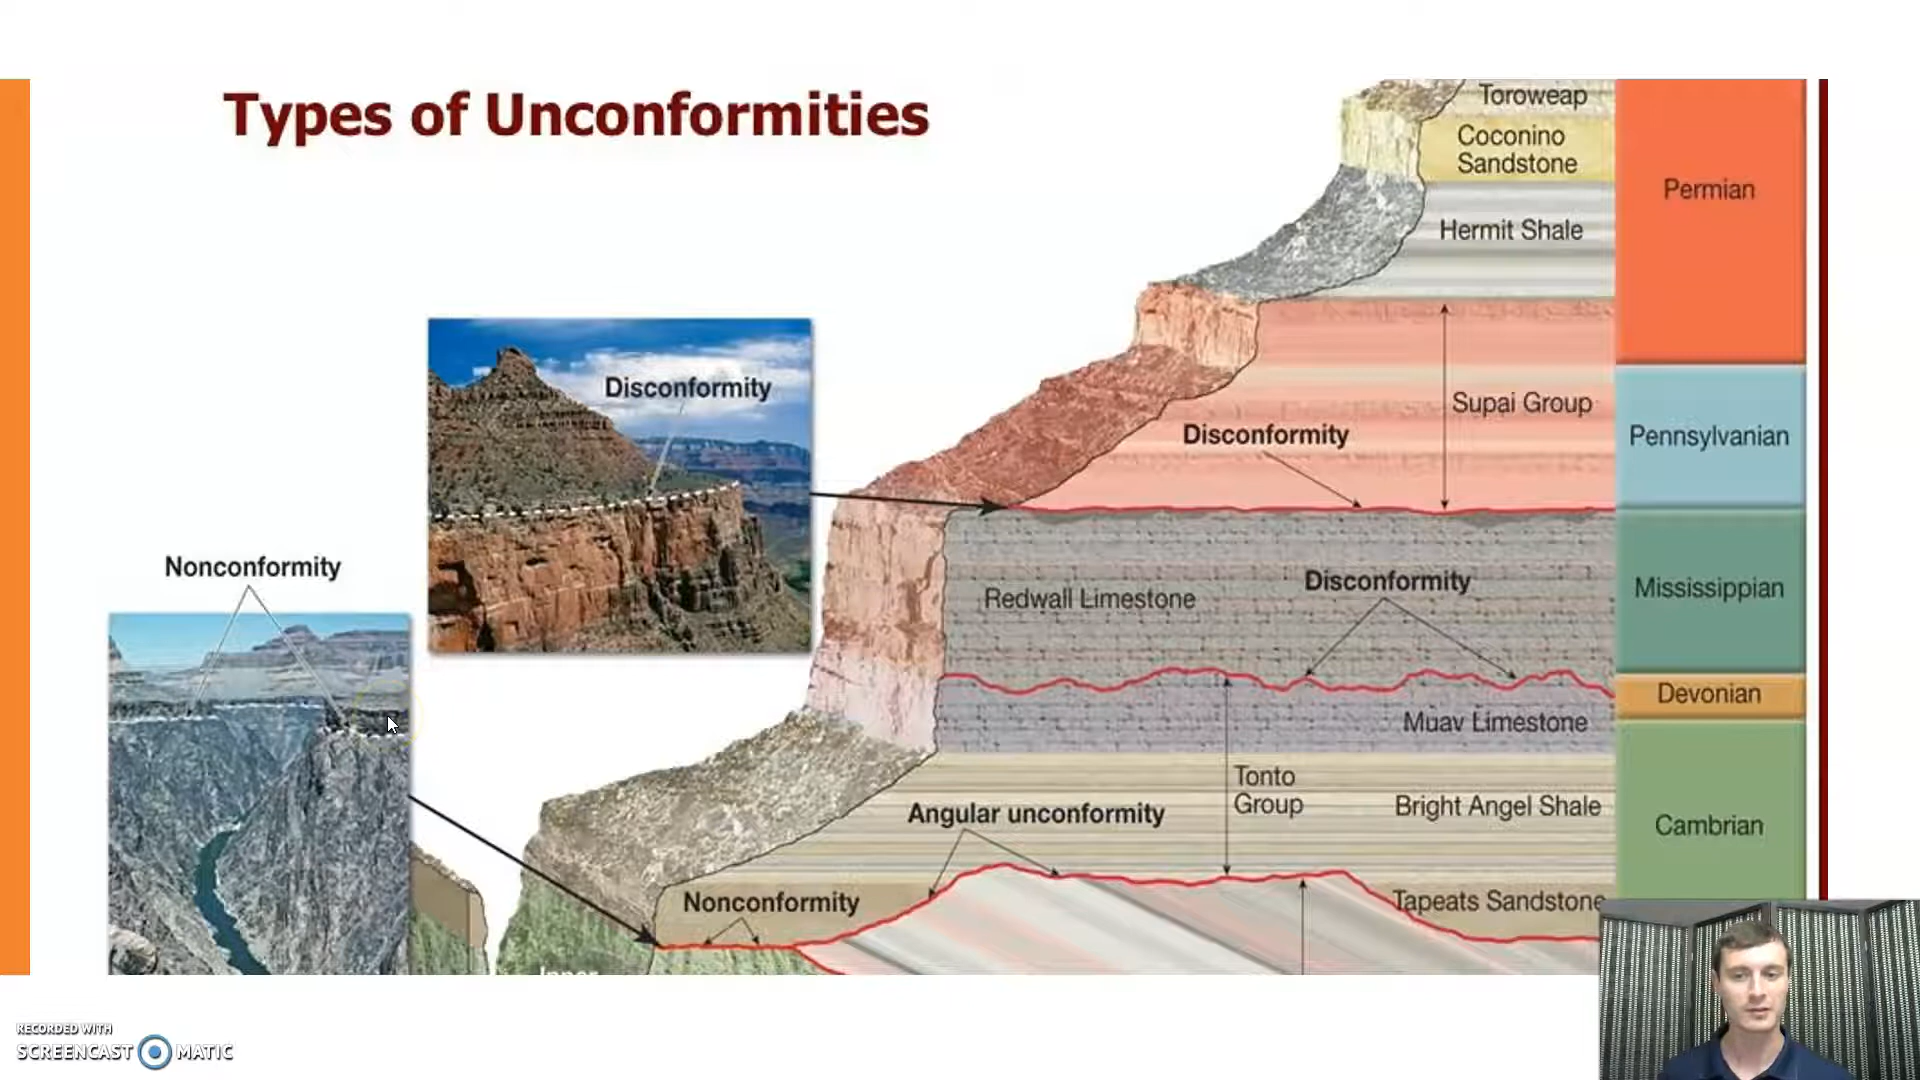 Types of Unconformities
Toroweap
Coconino
Sandstone
Permian
Hermit Shale
Disconformity
Supai Group
Disconformity
Pennsylvanian
Nonconformity
Redwall Limestone
Disconformity
Mississippian
Devonian
Muav Limestone
Tonto
Group
Bright Angel Shale
Angular unconformity
Cambrian
Nonconformity
Tapeats Sandstone
RECORDED WITH
SCREENCAST MATIC